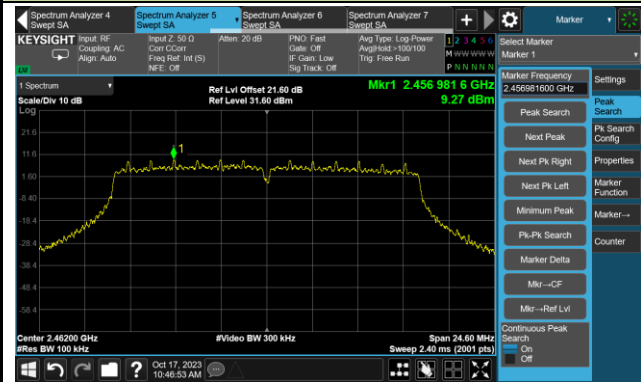 Spectrum Analyzer 4
Swept SA
Spectrum Analyzer 5
Swept SA
Spectrum Analyzer 6
Swept SA
Spectrum Analyzer 7
Swept SA
+
Marker
KEYSIGHT
Input: RF
Coupling: AC
Align: Auto
Input Z: 50 Ω
Corr CCorr
Freq Ref: Int (S)
NFE: Off
Atten: 20 dB
PNO: Fast
Gate: Off
IF Gain: Low
Sig Track: Off
Avg Type: Log-Power
Avg|Hold:>100/100
Trig: Free Run
1 2 3 4 5 6
M W W W W W
P N N N N N
Select Marker
Marker 1
1 Spectrum
Scale/Div 10 dB
Log
Ref Lvl Offset 21.60 dB
Ref Level 31.60 dBm
Mkr1 2.456 981 6 GHz
9.27 dBm
21.6
11.6
1.60
-8.40
-18.4
-28.4
-38.4
-48.4
-58.4
1
Center 2.46200 GHz
#Res BW 100 kHz
#Video BW 300 kHz
Span 24.60 MHz
Sweep 2.40 ms (2001 pts)
Marker Frequency
2.456981600 GHz
Peak Search
Next Peak
Next Pk Right
Next Pk Left
Minimum Peak
Pk-Pk Search
Marker Delta
Mkr→CF
Mkr→Ref Lvl
Continuous Peak
Search
On
Off
Settings
Peak
Search
Pk Search
Config
Properties
Marker
Function
Marker→
Counter
?
Oct 17, 2023
10:46:53 AM